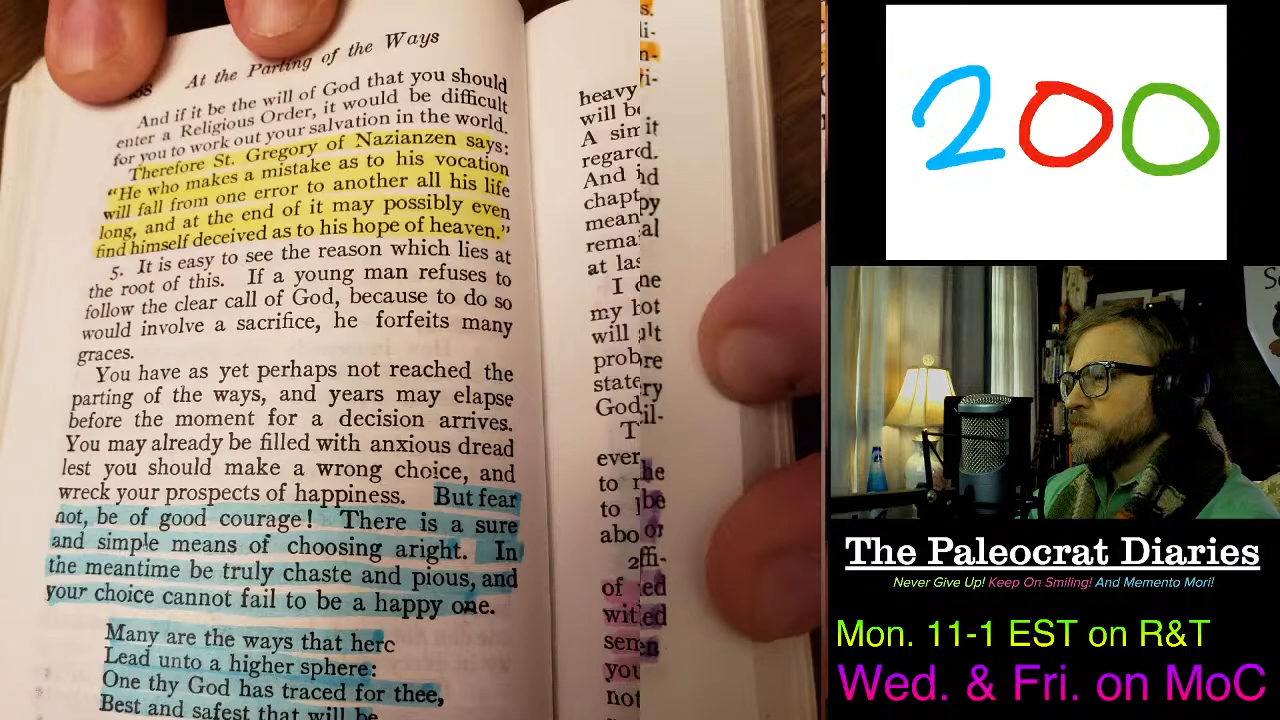 At the Parting of the Ways
And if it be the will of God that you should
enter a Religious Order, it would be difficult
for you to work out your salvation in the world.
Therefore St. Gregory of Nazianzen says:
“He who makes a mistake as to his vocation
will fall from one error to another all his life
long, and at the end of it may possibly even
find himself deceived as to his hope of heaven.”
5. It is easy to see the reason which lies at
the root of this. If a young man refuses to
follow the clear call of God, because to do so
would involve a sacrifice, he forfeits many
graces.
You have as yet perhaps not reached the
parting of the ways, and years may elapse
before the moment for a decision arrives.
You may already be filled with anxious dread
lest you should make a wrong choice, and
wreck your prospects of happiness. But fear
not, be of good courage! There is a sure
and simple means of choosing aright. In
the meantime be truly chaste and pious, and
your choice cannot fail to be a happy one.
Many are the ways that herc
Lead unto a higher sphere:
One thy God has traced for thee,
Best and safest that will be
heavy
will be
A sim
regard.
And
chapt
mean
rema
at las
I
my
will
prob
state
God
T
ever
to
to
abo
2
of
wit
sem
you
not
200
The Paleocrat Diaries
Never Give Up! Keep On Smiling! And Memento Mori!
Mon. 11-1 EST on R&T
Wed. & Fri. on MoC